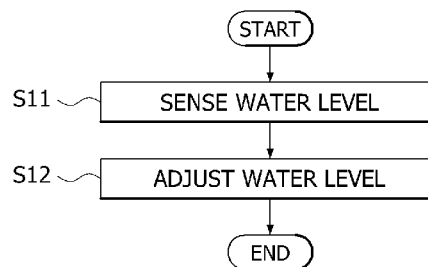 START
S11 SENSE WATER LEVEL
S12 ADJUST WATER LEVEL
END